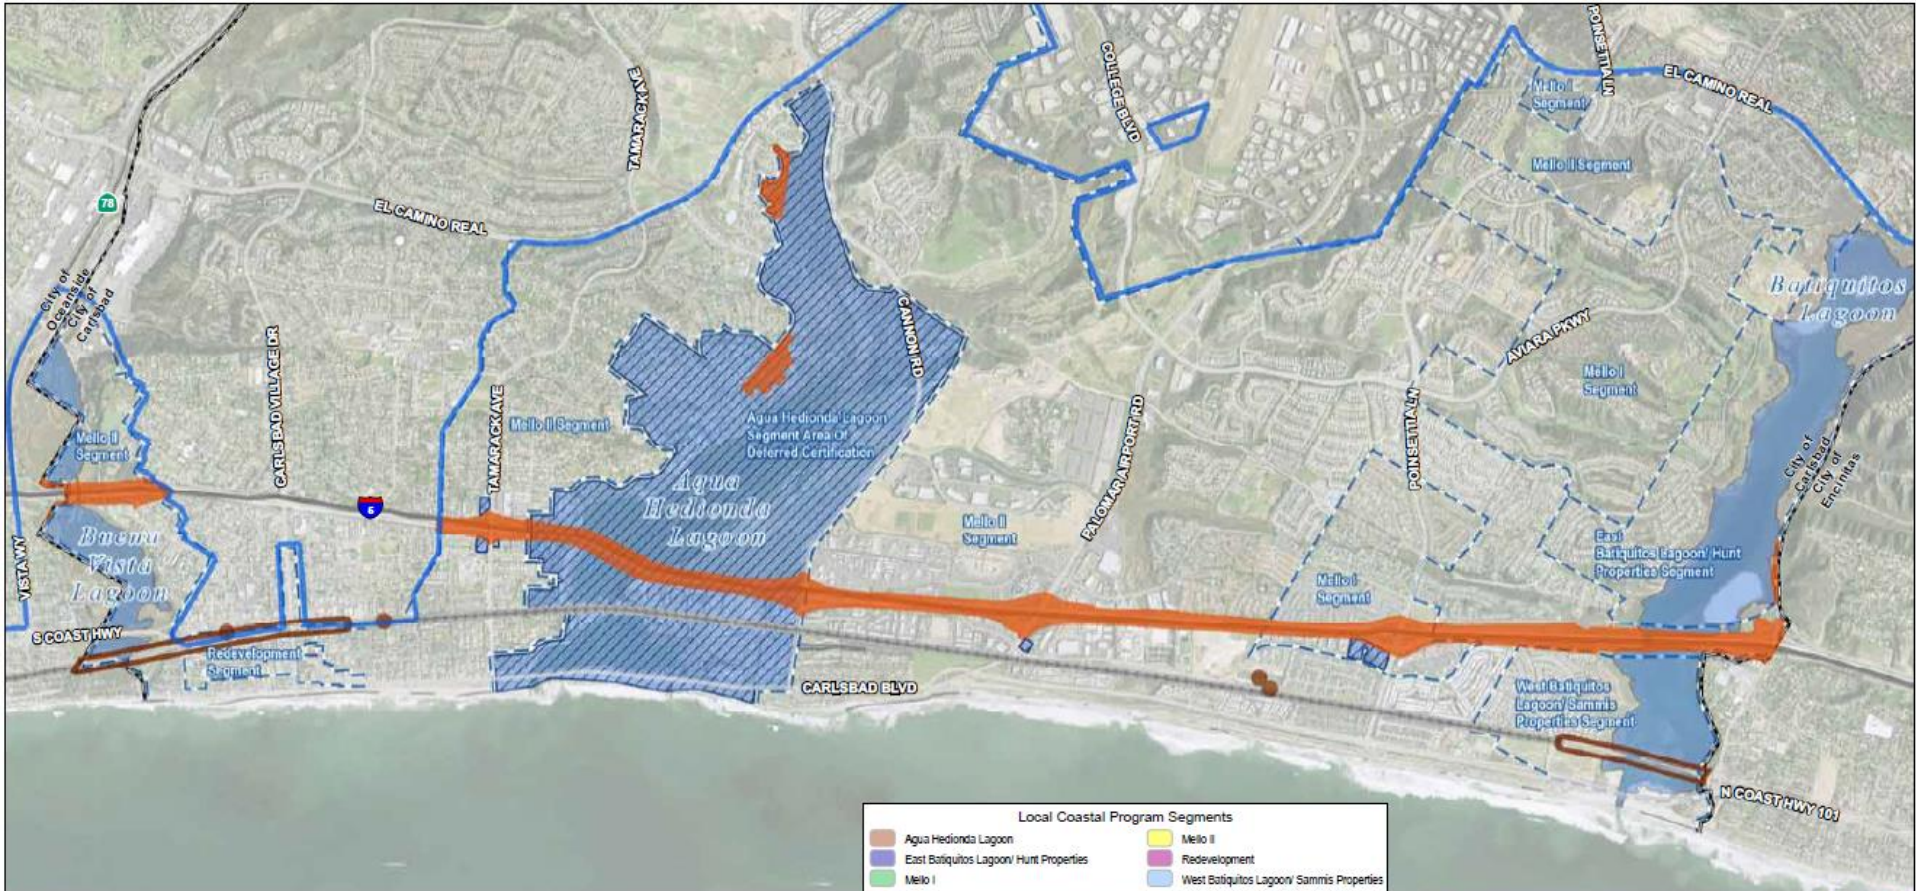 POINSETTIA LN
EL CAMINO REAL
COLLEGE BLVD
TAMARACK AVE
Mello I
Segment
Mello II Segment
78
EL CAMINO REAL
City of
Oceanside
City of
Carlsbad
Batiquitos
Lagoon
CANNON RD
AVIARA PKWY
CARLSBAD VILLAGE DR
Mello I
Segment
TAMARACK AVE
Mello II Segment
Agua Hedionda Lagoon
Segment Area Of
Deferred Certification
PALOMAR AIRPORT RD
POINSETTIA LN
City of
Carlsbad
City of
Encinitas
Mello II
Segment
Agua
Hedionda
Lagoon
5
Mello II
Segment
East
Batiquitos Lagoon/ Hunt
Properties Segment
Buena
Vista
Lagoon
VISTA WY
Mello I
Segment
S COAST HWY
Redevelopment
Segment
CARLSBAD BLVD
West Batiquitos
Lagoon/ Sammis
Properties Segment
N COAST HWY 101
Local Coastal Program Segments
Agua Hedionda Lagoon
East Batiquitos Lagoon/ Hunt Properties
Mello I
Mello II
Redevelopment
West Batiquitos Lagoon/ Sammis Properties